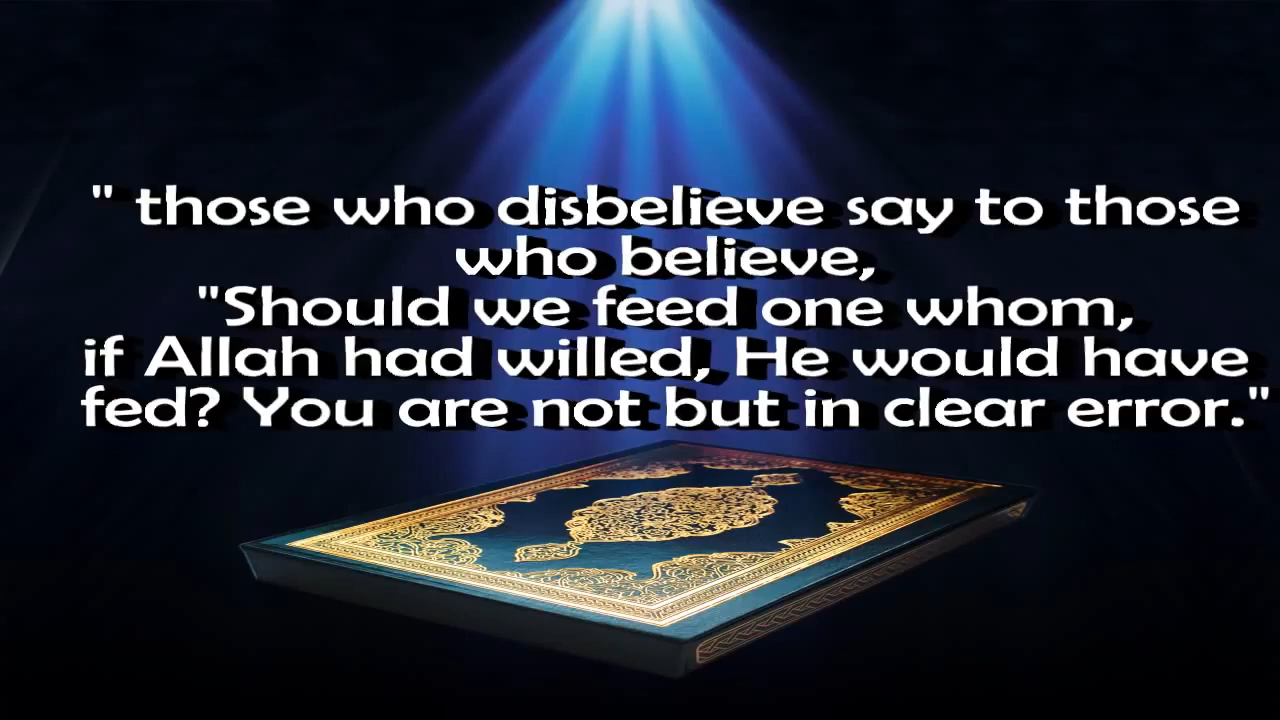 " those who disbelieve say to those
who believe,
"Should we feed one whom,
if Allah had willed, He would have
fed? You are not but in clear error."